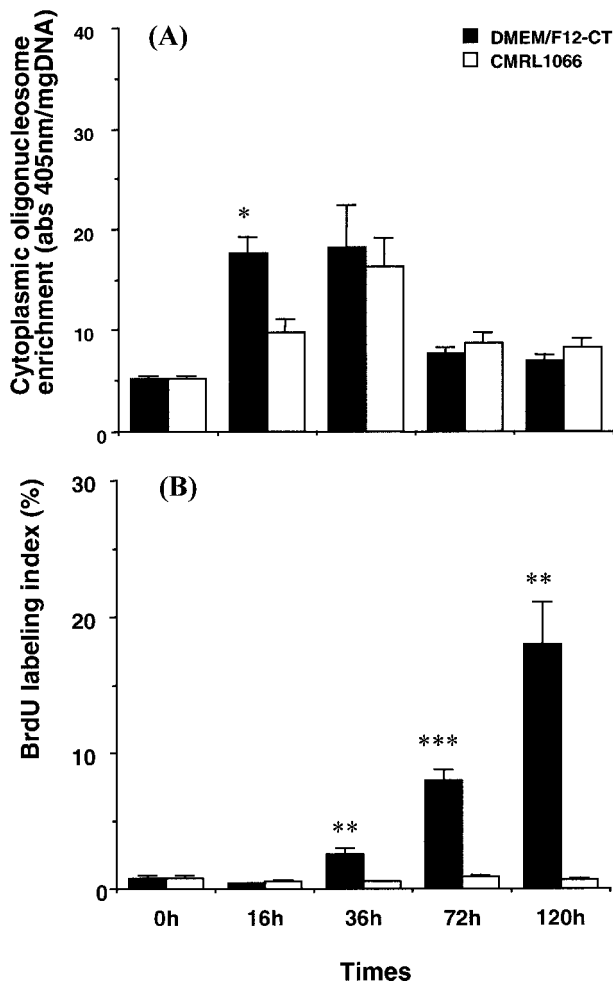 (A)
DMEM/F12-CT
CMRL1066
Cytoplasmic oligonucleosome
enrichment (abs 405nm/mgDNA)
40
30
20
10
0
*
(B)
BrdU labeling index (%)
30
20
10
0
**
***
**
0h 16h 36h 72h 120h
Times